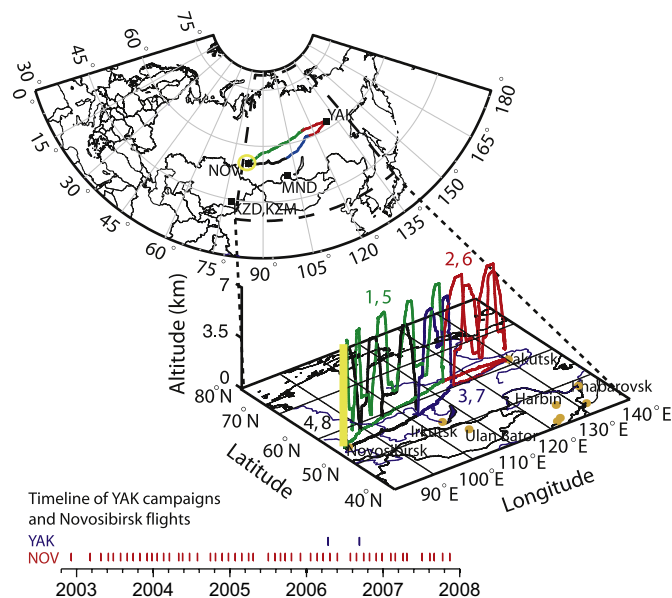 75°
60°
45°
30°
0°
15°
30°
45°
60°
75°
90°
105°
120°
135°
150°
165°
180°
YAK
NOV
MND
KZD,KZM
7
3.5
0
Altitude (km)
2,6
1,5
3,7
4,8
Yakutsk
Khabarovsk
Harbin
Irkutsk
Ulan Bator
Novosibirsk
80°N
70°N
60°N
50°N
40°N
Latitude
90°E
100°E
110°E
120°E
130°E
140°E
Longitude
Timeline of YAK campaigns
and Novosibirsk flights
YAK
NOV
2003 2004 2005 2006 2007 2008